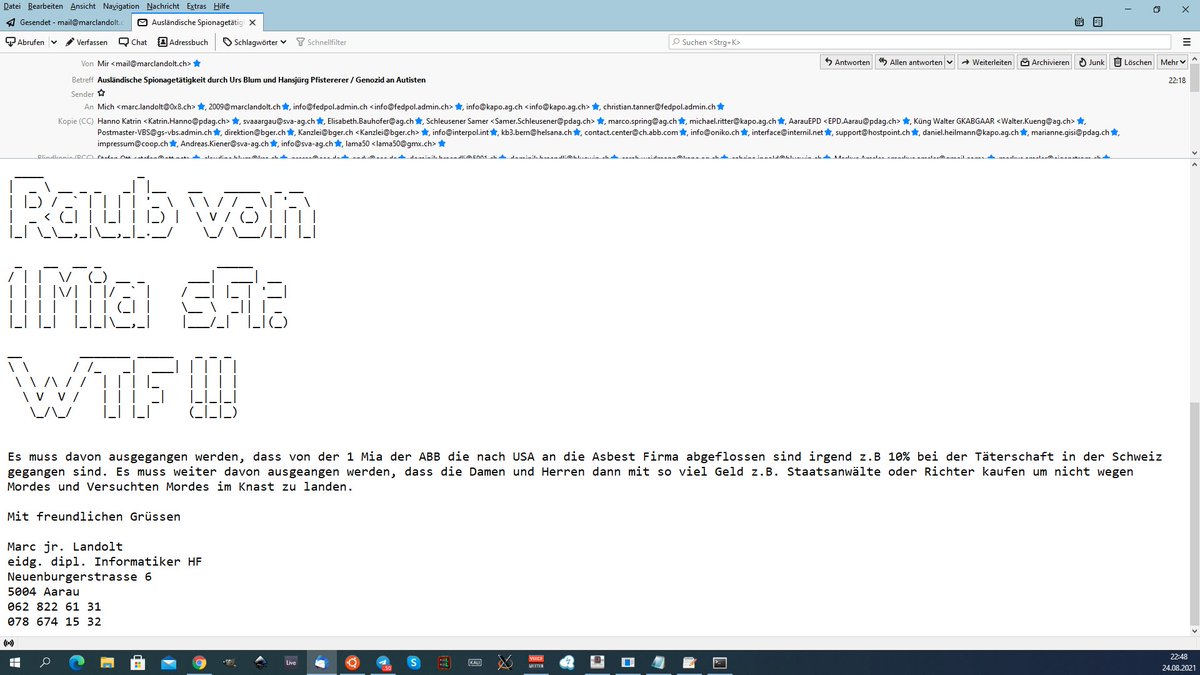 Datei Bearbeiten Ansicht Navigation Nachricht Extras Hilfe
Gesendet - mail@marclandolt.c
Ausländische Spionagetätig
Abrufen Verfassen Chat Adressbuch Schlagwörter Schnellfilter
Suchen <Strg+K>
Von Mir <mail@marclandolt.ch>
Antworten Allen antworten Weiterleiten Archivieren Junk Löschen Mehr
Betreff Ausländische Spionagetätigkeit durch Urs Blum und Hansjürg Pfistererer / Genozid an Autisten
22:18
Sender
An Mich <marc.landolt@0x8.ch>, 2009@marclandolt.ch, info@fedpol.admin.ch <info@fedpol.admin.ch>, info@kapo.ag.ch <info@kapo.ag.ch>, christian.tanner@fedpol.admin.ch
Kopie (CC) Hanno Katrin <Katrin.Hanno@pdag.ch>, svaaargau@sva-ag.ch, Elisabeth.Bauhofer@ag.ch, Schleusener Samer <Samer.Schleusener@pdag.ch>, marco.spring@ag.ch, michael.ritter@kapo.ag.ch, AarauEPD <EPD.Aarau@pdag.ch>, Küng Walter GKABGAAR <Walter.Kueng@ag.ch>,
Postmaster-VBS@gs-vbs.admin.ch, direktion@bger.ch, Kanzlei@bger.ch <Kanzlei@bger.ch>, info@interpol.int, kb3.bern@helsana.ch, contact.center@ch.abb.com, info@oniko.ch, interface@internil.net, support@hostpoint.ch, daniel.heilmann@kapo.ag.ch, marianne.gisi@pdag.ch,
impressum@coop.ch, Andreas.Kiener@sva-ag.ch, info@sva-ag.ch, lama50 <lama50@gmx.ch>
Raub von
1 Mia sFr.
WTF !!!
Es muss davon ausgegangen werden, dass von der 1 Mia der ABB die nach USA an die Asbest Firma abgeflossen sind irgend z.B 10% bei der Täterschaft in der Schweiz
gegangen sind. Es muss weiter davon ausgeangen werden, dass die Damen und Herren dann mit so viel Geld z.B. Staatsanwälte oder Richter kaufen um nicht wegen
Mordes und Versuchten Mordes im Knast zu landen.
Mit freundlichen Grüssen
Marc jr. Landolt
eidg. dipl. Informatiker HF
Neuenburgerstrasse 6
5004 Aarau
062 822 61 31
078 674 15 32
Live
KALI
22:48
24.08.2021